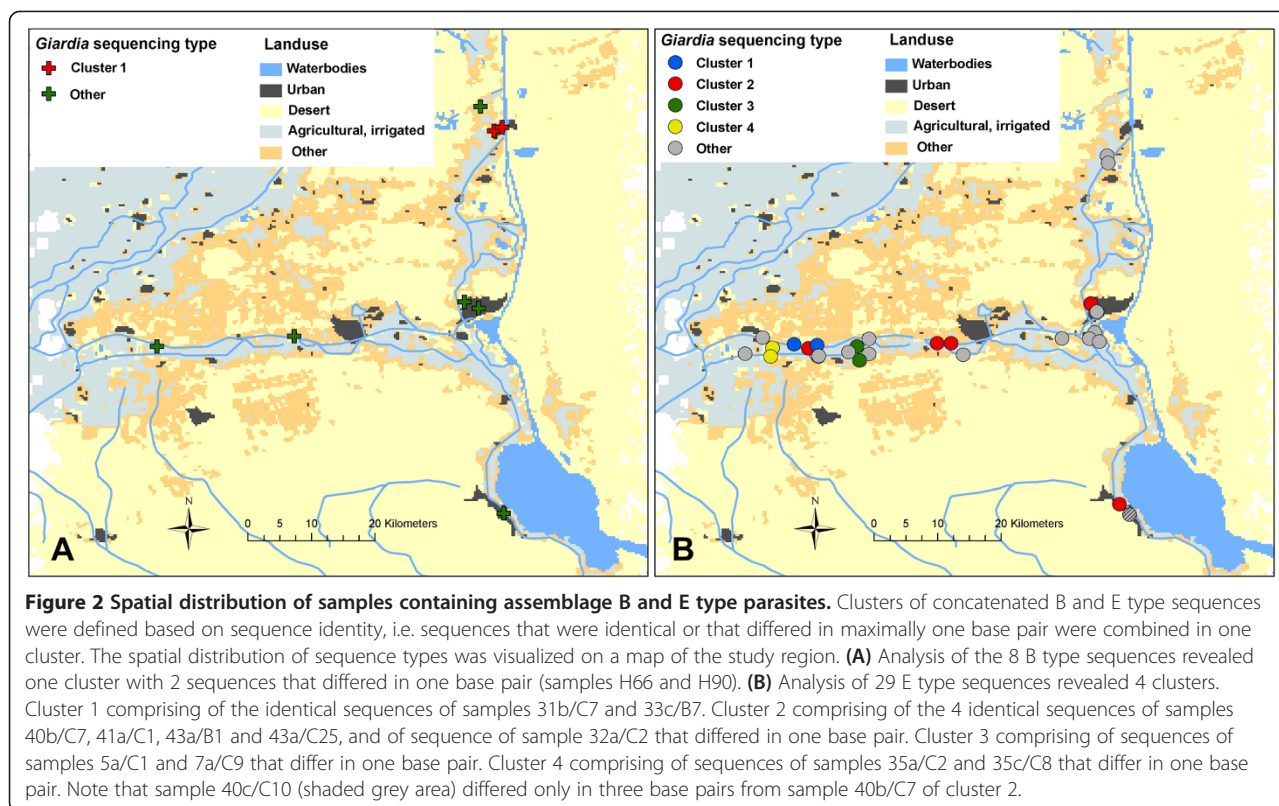 Giardia sequencing type
Cluster 1
Other
Landuse
Waterbodies
Urban
Desert
Agricultural, irrigated
Other
N
0 5 10 20 Kilometers
A
Giardia sequencing type
Cluster 1
Cluster 2
Cluster 3
Cluster 4
Other
Landuse
Waterbodies
Urban
Desert
Agricultural, irrigated
Other
N
0 5 10 20 Kilometers
B
Figure 2 Spatial distribution of samples containing assemblage B and E type parasites. Clusters of concatenated B and E type sequences
were defined based on sequence identity, i.e. sequences that were identical or that differed in maximally one base pair were combined in one
cluster. The spatial distribution of sequence types was visualized on a map of the study region. (A) Analysis of the 8 B type sequences revealed
one cluster with 2 sequences that differed in one base pair (samples H66 and H90). (B) Analysis of 29 E type sequences revealed 4 clusters.
Cluster 1 comprising of the identical sequences of samples 31b/C7 and 33c/B7. Cluster 2 comprising of the 4 identical sequences of samples
40b/C7, 41a/C1, 43a/B1 and 43a/C25, and of sequence of sample 32a/C2 that differed in one base pair. Cluster 3 comprising of sequences of
samples 5a/C1 and 7a/C9 that differ in one base pair. Cluster 4 comprising of sequences of samples 35a/C2 and 35c/C8 that differ in one base
pair. Note that sample 40c/C10 (shaded grey area) differed only in three base pairs from sample 40b/C7 of cluster 2.